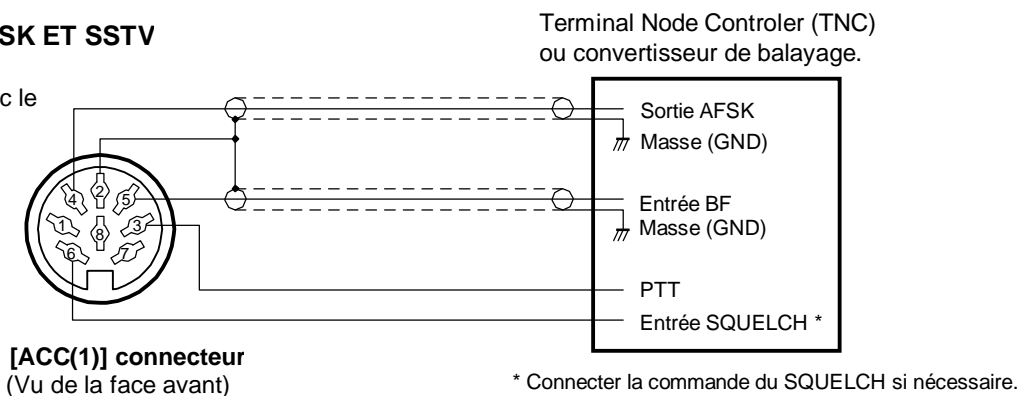 SK ET SSTV
c le
Terminal Node Controler (TNC)
ou convertisseur de balayage.
Sortie AFSK
Masse (GND)
Entrée BF
Masse (GND)
PTT
Entrée SQUELCH *
4
2
5
1
8
3
6
7
[ACC(1)] connecteur
(Vu de la face avant)
* Connecter la commande du SQUELCH si nécessaire.